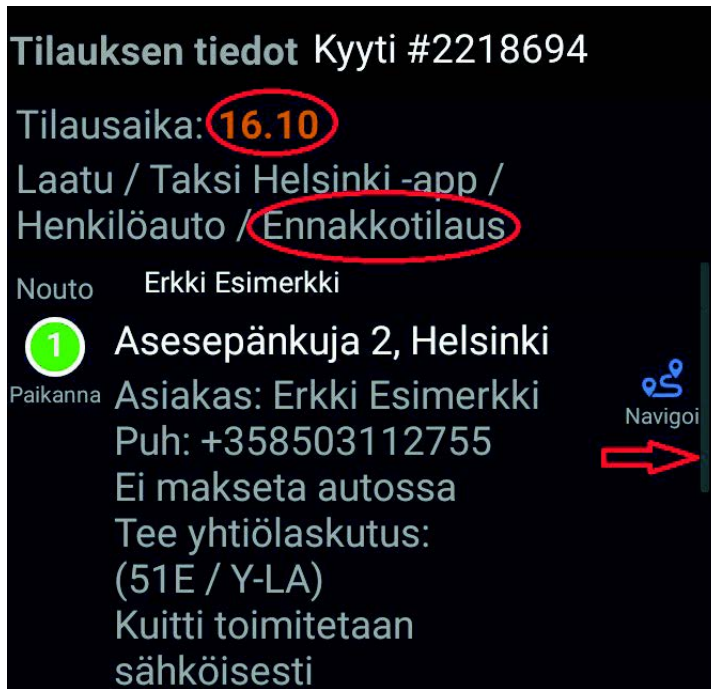 Tilauksen tiedot Kyyti #2218694
Tilausaika: 16.10
Laatu / Taksi Helsinki -app /
Henkilöauto / Ennakkotilaus
Nouto Erkki Esimerkki
1 Asesepänkuja 2, Helsinki
Paikanna Asiakas: Erkki Esimerkki
Navigoi
Puh: +358503112755
Ei makseta autossa
Tee yhtiölaskutus:
(51E / Y-LA)
Kuitti toimitetaan
sähköisesti